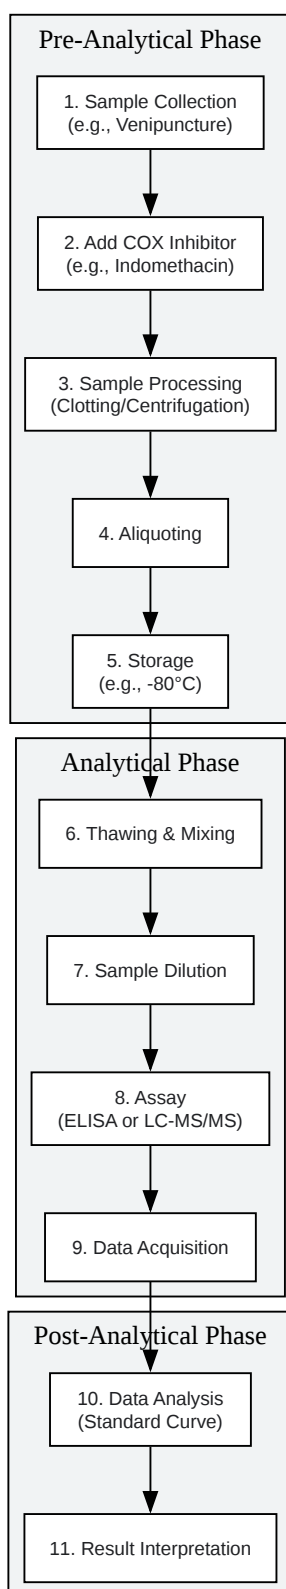 Pre-Analytical Phase
1. Sample Collection
(e.g., Venipuncture)
2. Add COX Inhibitor
(e.g., Indomethacin)
3. Sample Processing
(Clotting/Centrifugation)
4. Aliquoting
5. Storage
(e.g., -80°C)
Analytical Phase
6. Thawing & Mixing
7. Sample Dilution
8. Assay
(ELISA or LC-MS/MS)
9. Data Acquisition
Post-Analytical Phase
10. Data Analysis
(Standard Curve)
11. Result Interpretation